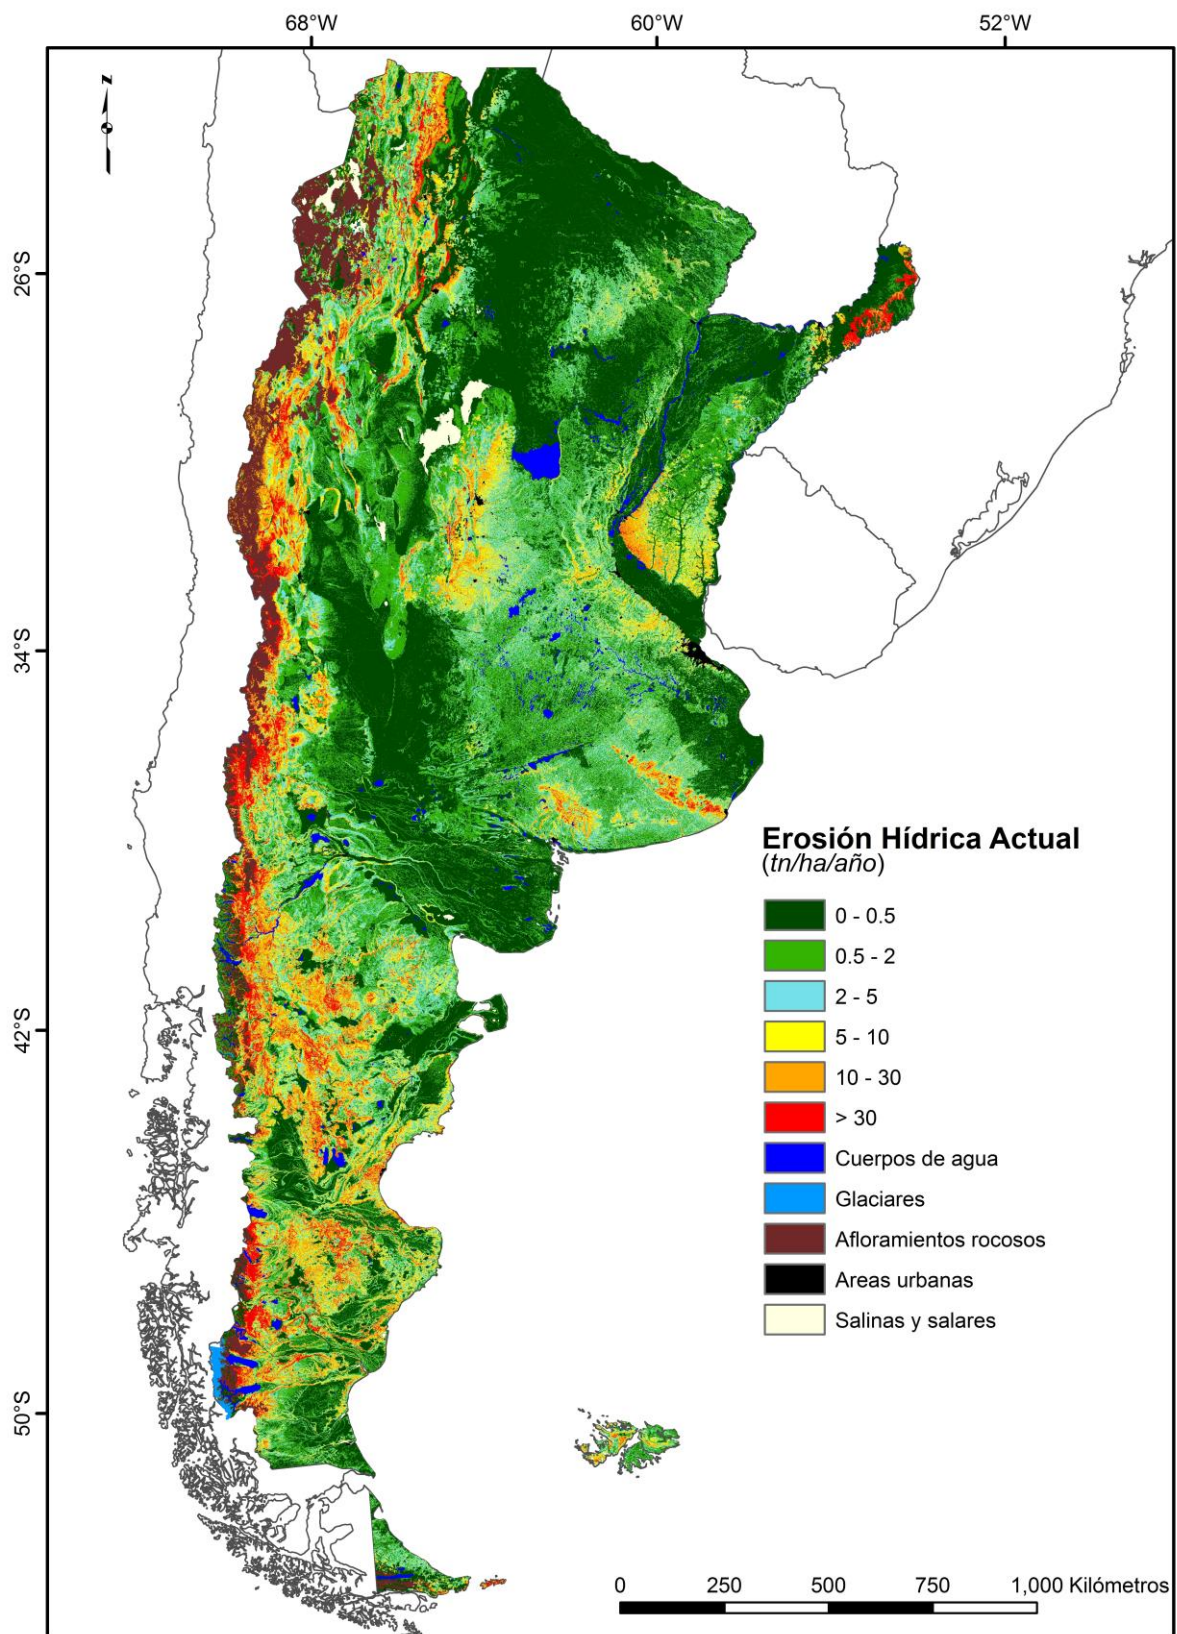 68°W 60°W 52°W
N
26°S
34°S
42°S
50°S
Erosión Hídrica Actual
(tn/ha/año)
0 - 0.5
0.5 - 2
2 - 5
5 - 10
10 - 30
> 30
Cuerpos de agua
Glaciares
Afloramientos rocosos
Areas urbanas
Salinas y salares
0 250 500 750 1,000 Kilómetros